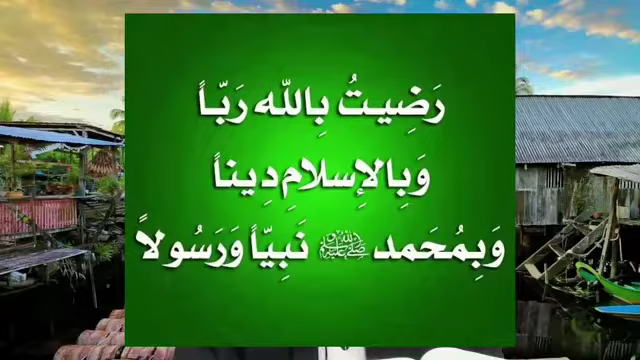 رَضِيتُ بِاللّه رَبّاً
وَبِالإِسلامِ دِيناً
وَبِمُحَمد ﷺ نَبِيّاً وَرَسُولاً